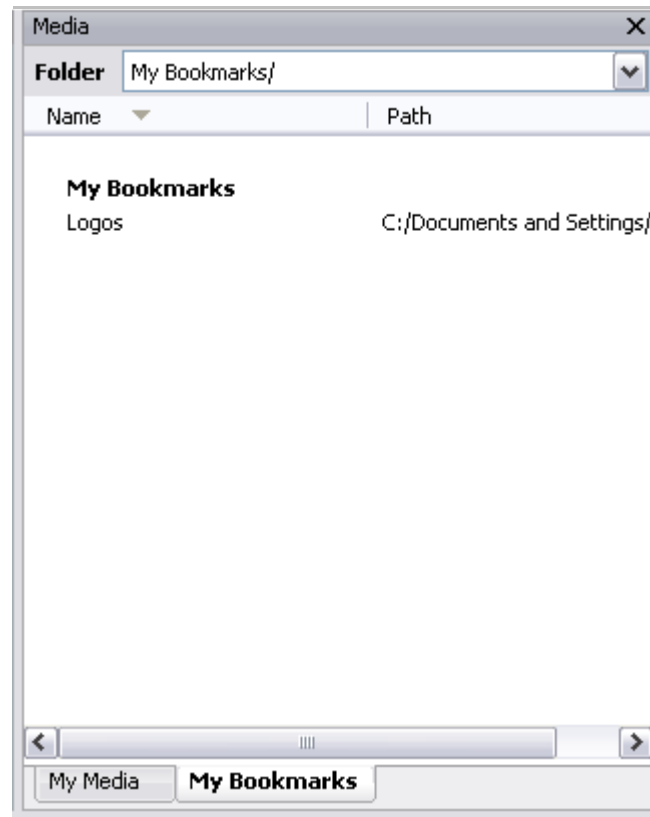 Media
Folder My Bookmarks/
Name Path
My Bookmarks
Logos C:/Documents and Settings/
My Media My Bookmarks